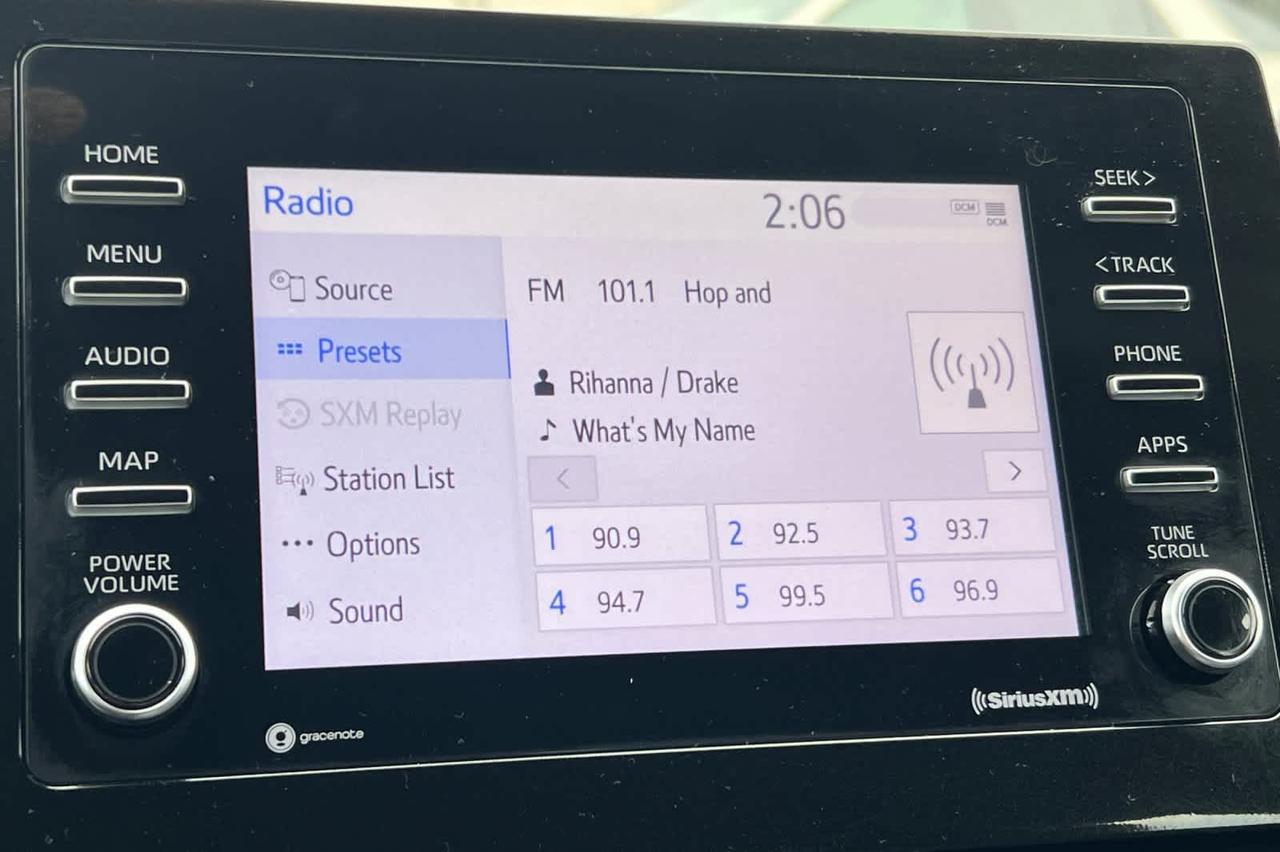 HOME
MENU
AUDIO
MAP
POWER
VOLUME
Radio
2:06
DCM
DCM
Source
Presets
SXM Replay
Station List
Options
Sound
FM 101.1 Hop and
Rihanna / Drake
What's My Name
<
>
1 90.9
2 92.5
3 93.7
4 94.7
5 99.5
6 96.9
SEEK >
< TRACK
PHONE
APPS
TUNE
SCROLL
gracenote
((SiriusXM))